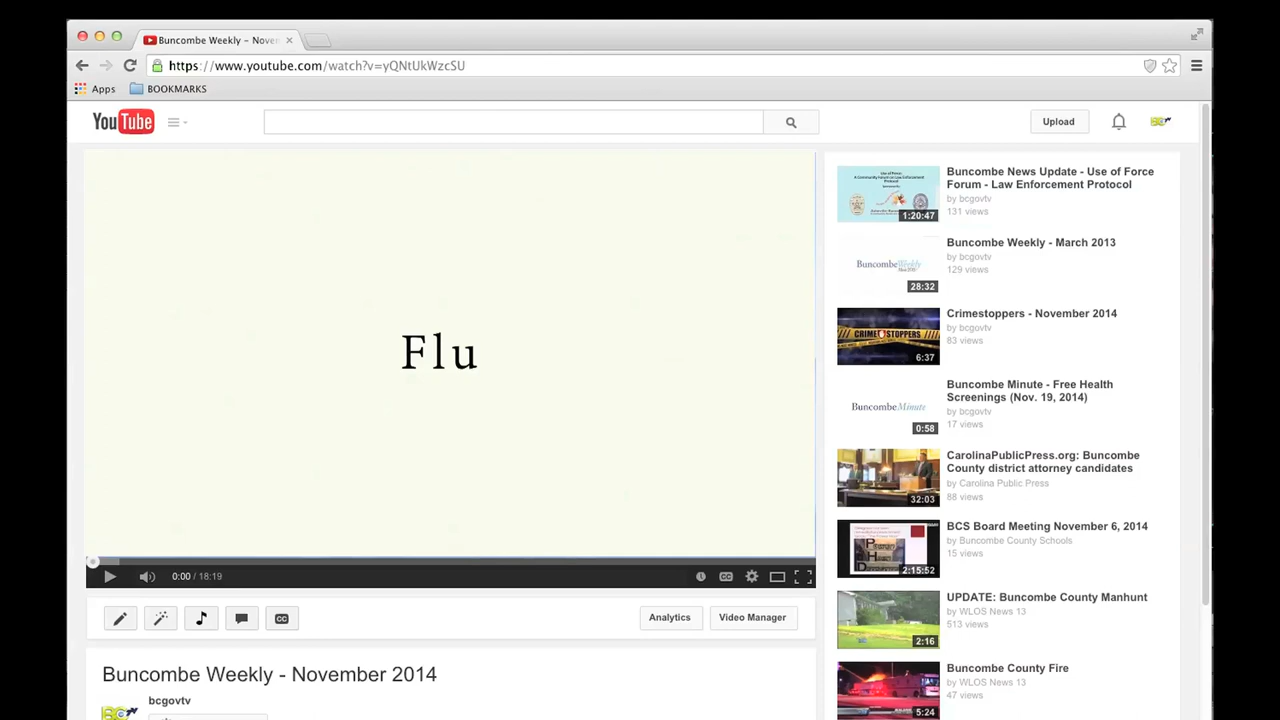 Buncombe Weekly – Nover
https://www.youtube.com/watch?v=yQNtUkWzcSU
Apps
BOOKMARKS
YouTube
Upload
Flu
0:00 / 18:19
CC
CC
Analytics
Video Manager
Buncombe Weekly - November 2014
bcgovtv
1:20:47
Buncombe News Update - Use of Force
Forum - Law Enforcement Protocol
by bcgovtv
131 views
BuncombeWeekly
28:32
Buncombe Weekly - March 2013
by bcgovtv
129 views
CRIME STOPPERS
6:37
Crimestoppers - November 2014
by bcgovtv
83 views
BuncombeMinute
0:58
Buncombe Minute - Free Health
Screenings (Nov. 19, 2014)
by bcgovtv
17 views
32:03
CarolinaPublicPress.org: Buncombe
County district attorney candidates
by Carolina Public Press
88 views
2:15:52
BCS Board Meeting November 6, 2014
by Buncombe County Schools
15 views
2:16
UPDATE: Buncombe County Manhunt
by WLOS News 13
513 views
5:24
Buncombe County Fire
by WLOS News 13
47 views